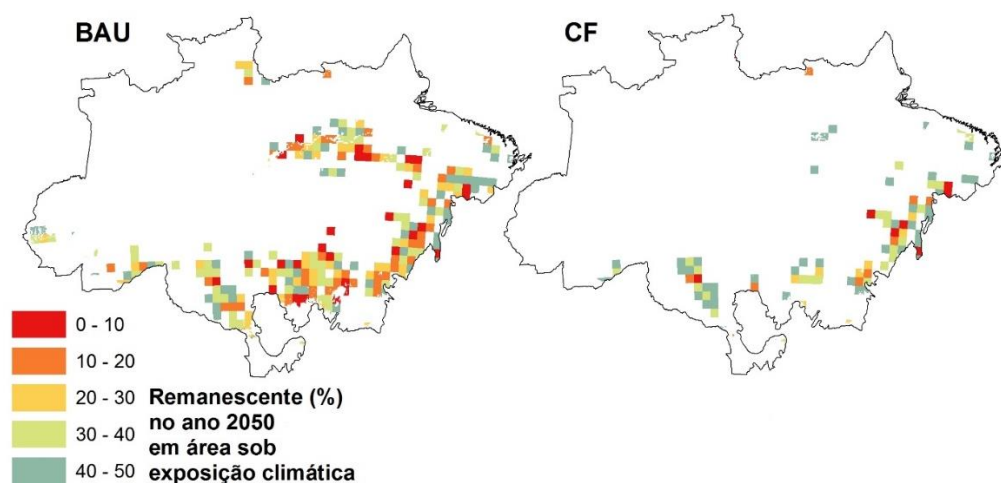 BAU
CF
0 - 10
10 - 20
20 - 30
30 - 40
40 - 50
Remanescente (%)
no ano 2050
em área sob
exposição climática